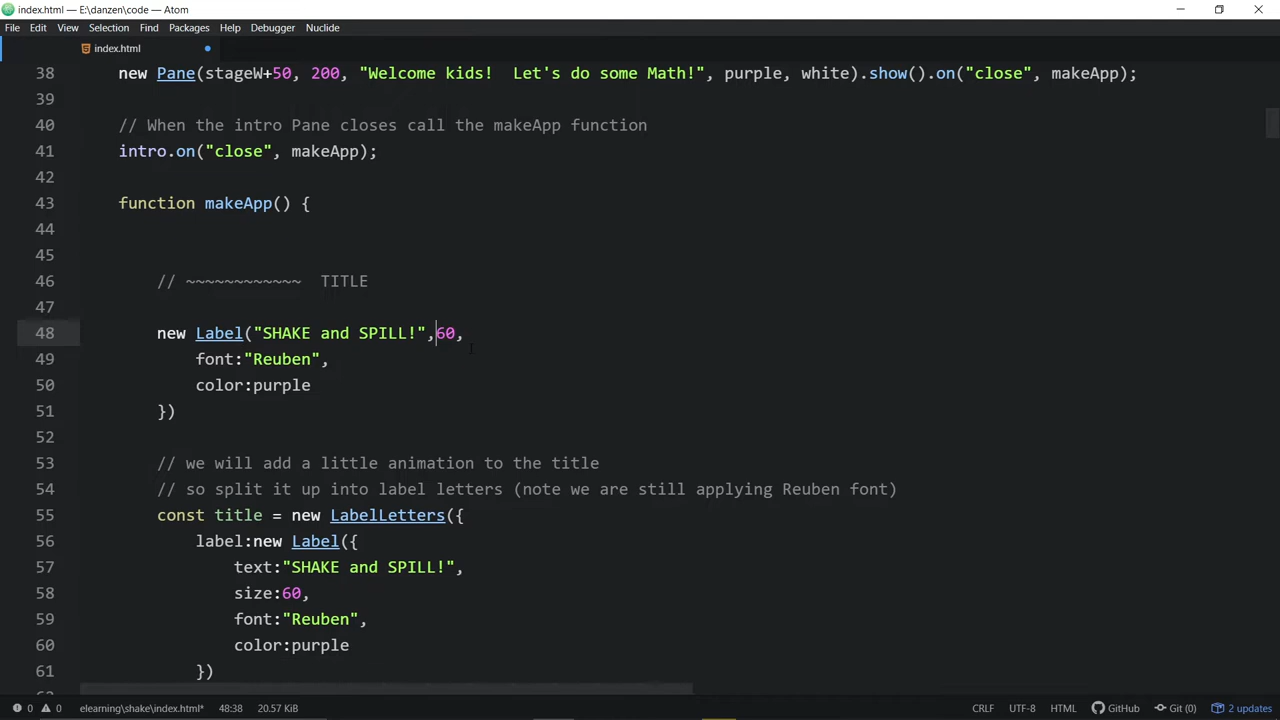 index.html — E:\danzen\code — Atom
File Edit View Selection Find Packages Help Debugger Nuclide
index.html
38 new Pane(stageW+50, 200, "Welcome kids!  Let's do some Math!", purple, white).show().on("close", makeApp);
39
40 // When the intro Pane closes call the makeApp function
41 intro.on("close", makeApp);
42
43 function makeApp() {
44
45
46 // ~~~~~~~~~~~~  TITLE
47
48 new Label("SHAKE and SPILL!",60,
49 font:"Reuben",
50 color:purple
51 })
52
53 // we will add a little animation to the title
54 // so split it up into label letters (note we are still applying Reuben font)
55 const title = new LabelLetters({
56 label:new Label({
57 text:"SHAKE and SPILL!",
58 size:60,
59 font:"Reuben",
60 color:purple
61 })
0 0 elearning\shake\index.html* 48:38 20.57 KiB CRLF UTF-8 HTML GitHub Git (0) 2 updates